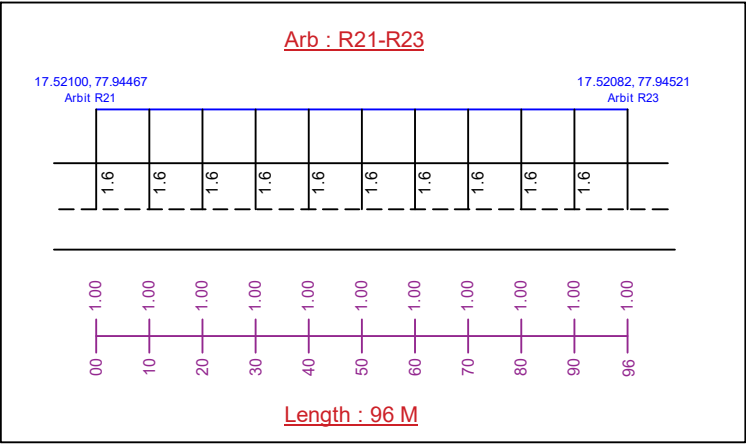 Arb : R21-R23
17.52100, 77.94467
Arbit R21
17.52082, 77.94521
Arbit R23
1.6 1.6 1.6 1.6 1.6 1.6 1.6 1.6 1.6 1.6
1.00 1.00 1.00 1.00 1.00 1.00 1.00 1.00 1.00 1.00 1.00
00 10 20 30 40 50 60 70 80 90 96
Length : 96 M